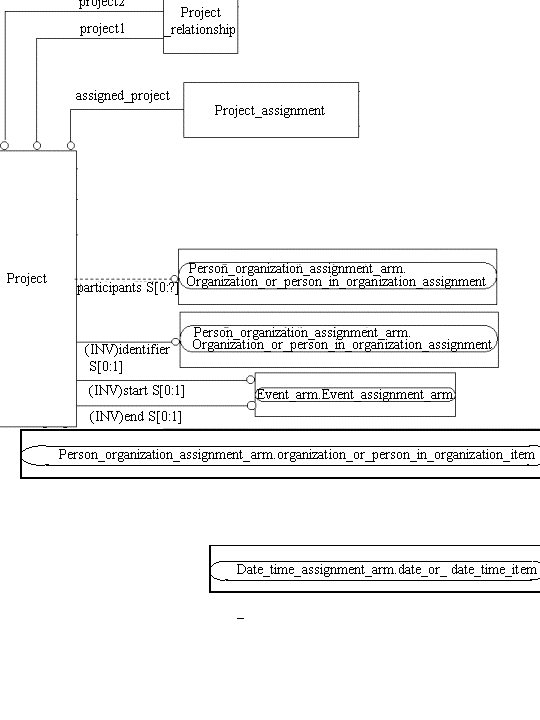 project2
Project
_relationship
project1
assigned_project
Project_assignment
Project
Person_organization_assignment_arm.
Organization_or_person_in_organization_assignment
participants S[0:?]
Person_organization_assignment_arm.
Organization_or_person_in_organization_assignment
(INV)identifier
S[0:1]
(INV)start S[0:1]
Event_arm.Event_assignment_arm
(INV)end S[0:1]
Person_organization_assignment_arm.organization_or_person_in_organization_item
Date_time_assignment_arm.date_or_ date_time_item
_